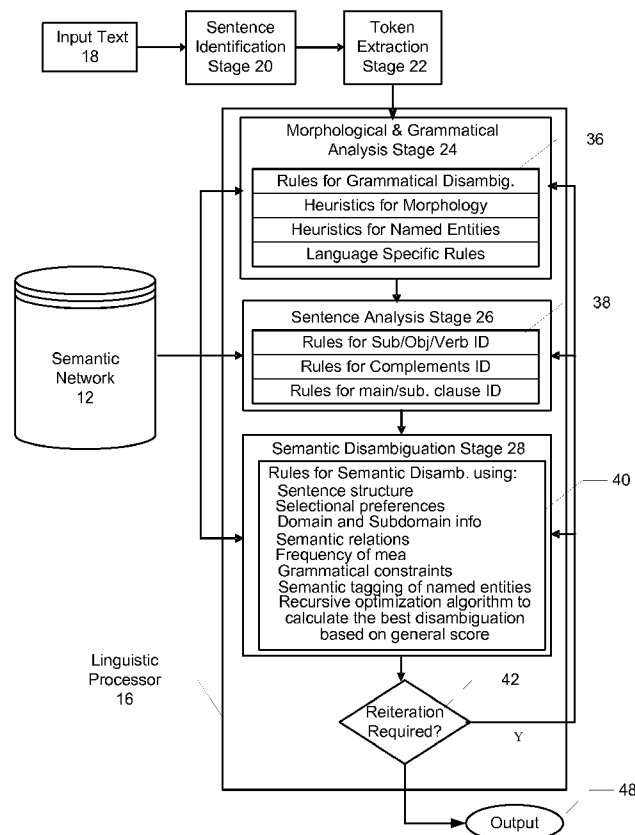 Input Text
18
Sentence
Identification
Stage 20
Token
Extraction
Stage 22
Morphological & Grammatical
Analysis Stage 24
36
Rules for Grammatical Disambig.
Heuristics for Morphology
Heuristics for Named Entities
Language Specific Rules
Semantic
Network
12
Sentence Analysis Stage 26
38
Rules for Sub/Obj/Verb ID
Rules for Complements ID
Rules for main/sub. clause ID
Semantic Disambiguation Stage 28
40
Rules for Semantic Disamb. using:
Sentence structure
Selectional preferences
Domain and Subdomain info
Semantic relations
Frequency of mea
Grammatical constraints
Semantic tagging of named entities
Recursive optimization algorithm to
calculate the best disambiguation
based on general score
Linguistic
Processor
16
42
Reiteration
Required?
Y
48
Output